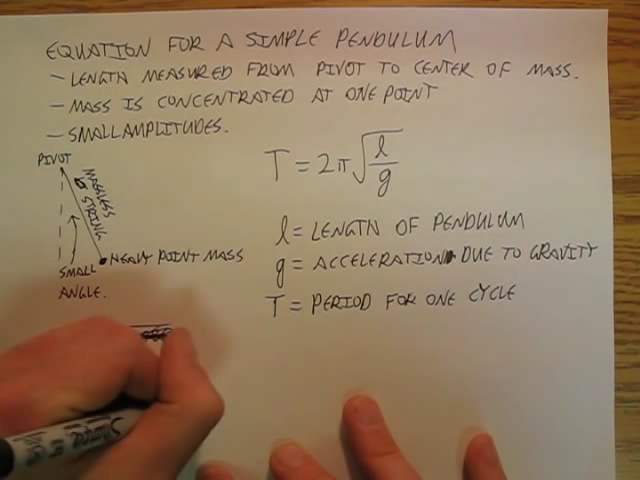 EQUATION FOR A SIMPLE PENDULUM
- LENGTH MEASURED FROM PIVOT TO CENTER OF MASS.
- MASS IS CONCENTRATED AT ONE POINT
- SMALL AMPLITUDES.
PIVOT
MASSLESS
STRING
HEAVY POINT MASS
SMALL
ANGLE.
T = 2π√(l/g)
l = LENGTH OF PENDULUM
g = ACCELERATION DUE TO GRAVITY
T = PERIOD FOR ONE CYCLE